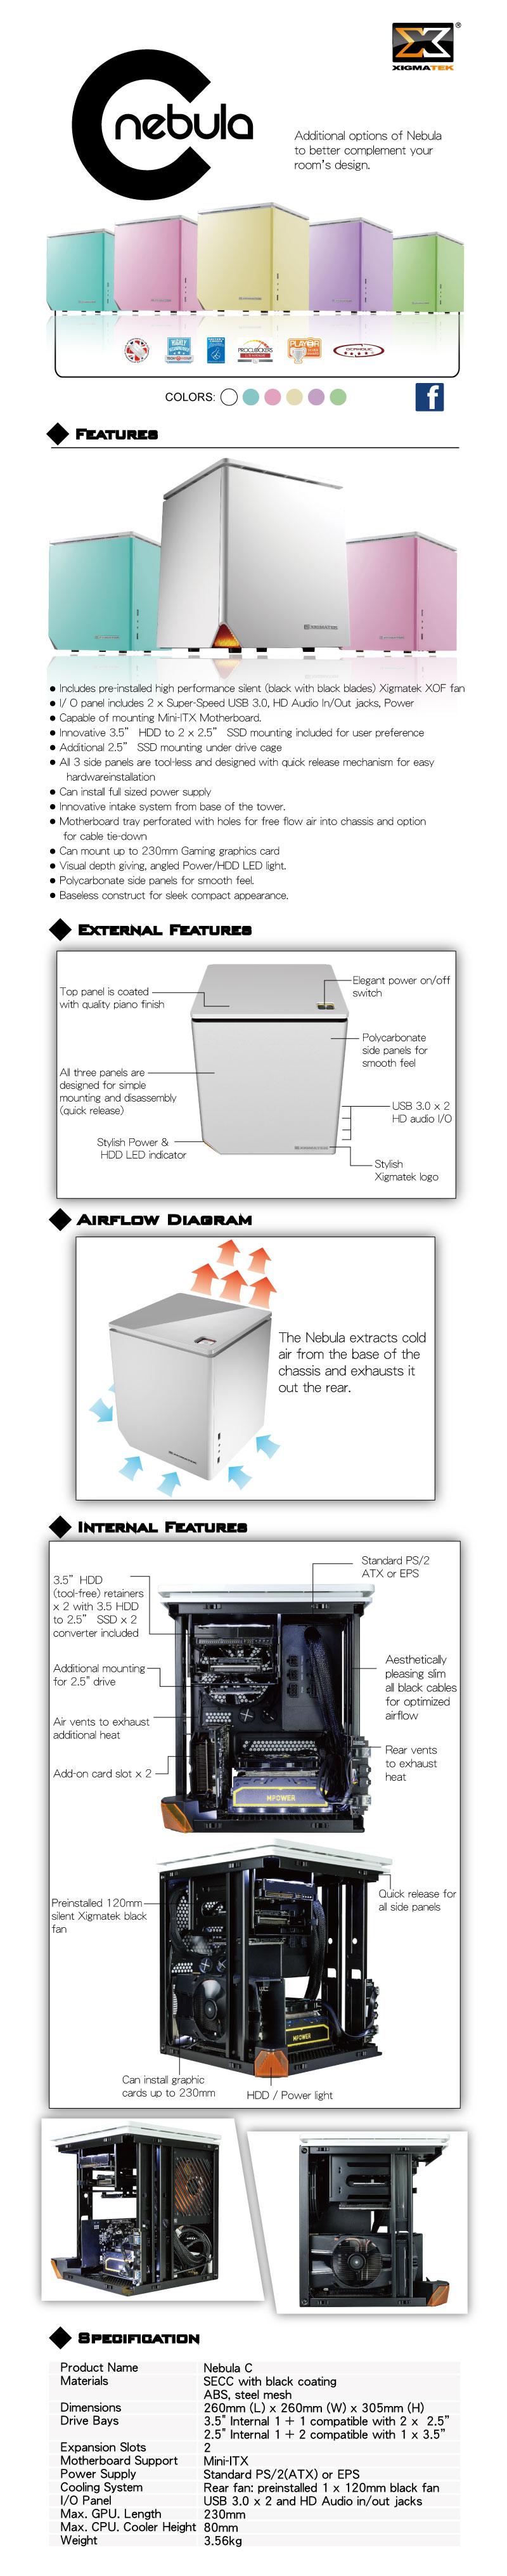 XIGMATEK
nebula
Additional options of Nebula
to better complement your
room's design.
COLORS:
f
FEATURES
XIGMATEK
Includes pre-installed high performance silent (black with black blades) Xigmatek XOF fan
I/ O panel includes 2 x Super-Speed USB 3.0, HD Audio In/Out jacks, Power
Capable of mounting Mini-ITX Motherboard.
Innovative 3.5" HDD to 2 x 2.5" SSD mounting included for user preference
Additional 2.5" SSD mounting under drive cage
All 3 side panels are tool-less and designed with quick release mechanism for easy
hardwareinstallation
Can install full sized power supply
Innovative intake system from base of the tower.
Motherboard tray perforated with holes for free flow air into chassis and option
for cable tie-down
Can mount up to 230mm Gaming graphics card
Visual depth giving, angled Power/HDD LED light.
Polycarbonate side panels for smooth feel.
Baseless construct for sleek compact appearance.
EXTERNAL FEATURES
Top panel is coated
with quality piano finish
Elegant power on/off
switch
Polycarbonate
side panels for
smooth feel
All three panels are
designed for simple
mounting and disassembly
(quick release)
USB 3.0 x 2
HD audio I/O
Stylish Power &
HDD LED indicator
Stylish
Xigmatek logo
AIRFLOW DIAGRAM
The Nebula extracts cold
air from the base of the
chassis and exhausts it
out the rear.
INTERNAL FEATURES
Standard PS/2
ATX or EPS
3.5" HDD
(tool-free) retainers
x 2 with 3.5 HDD
to 2.5" SSD x 2
converter included
Additional mounting
for 2.5" drive
Air vents to exhaust
additional heat
Add-on card slot x 2
Aesthetically
pleasing slim
all black cables
for optimized
airflow
Rear vents
to exhaust
heat
MPOWER
Preinstalled 120mm
silent Xigmatek black
fan
Quick release for
all side panels
MPOWER
Can install graphic
cards up to 230mm
HDD / Power light
SPECIFICATION
Product Name Nebula C
Materials SECC with black coating
ABS, steel mesh
Dimensions 260mm (L) x 260mm (W) x 305mm (H)
Drive Bays 3.5" Internal 1 + 1 compatible with 2 x 2.5"
2.5" Internal 1 + 2 compatible with 1 x 3.5"
Expansion Slots 2
Motherboard Support Mini-ITX
Power Supply Standard PS/2(ATX) or EPS
Cooling System Rear fan: preinstalled 1 x 120mm black fan
I/O Panel USB 3.0 x 2 and HD Audio in/out jacks
Max. GPU. Length 230mm
Max. CPU. Cooler Height 80mm
Weight 3.56kg